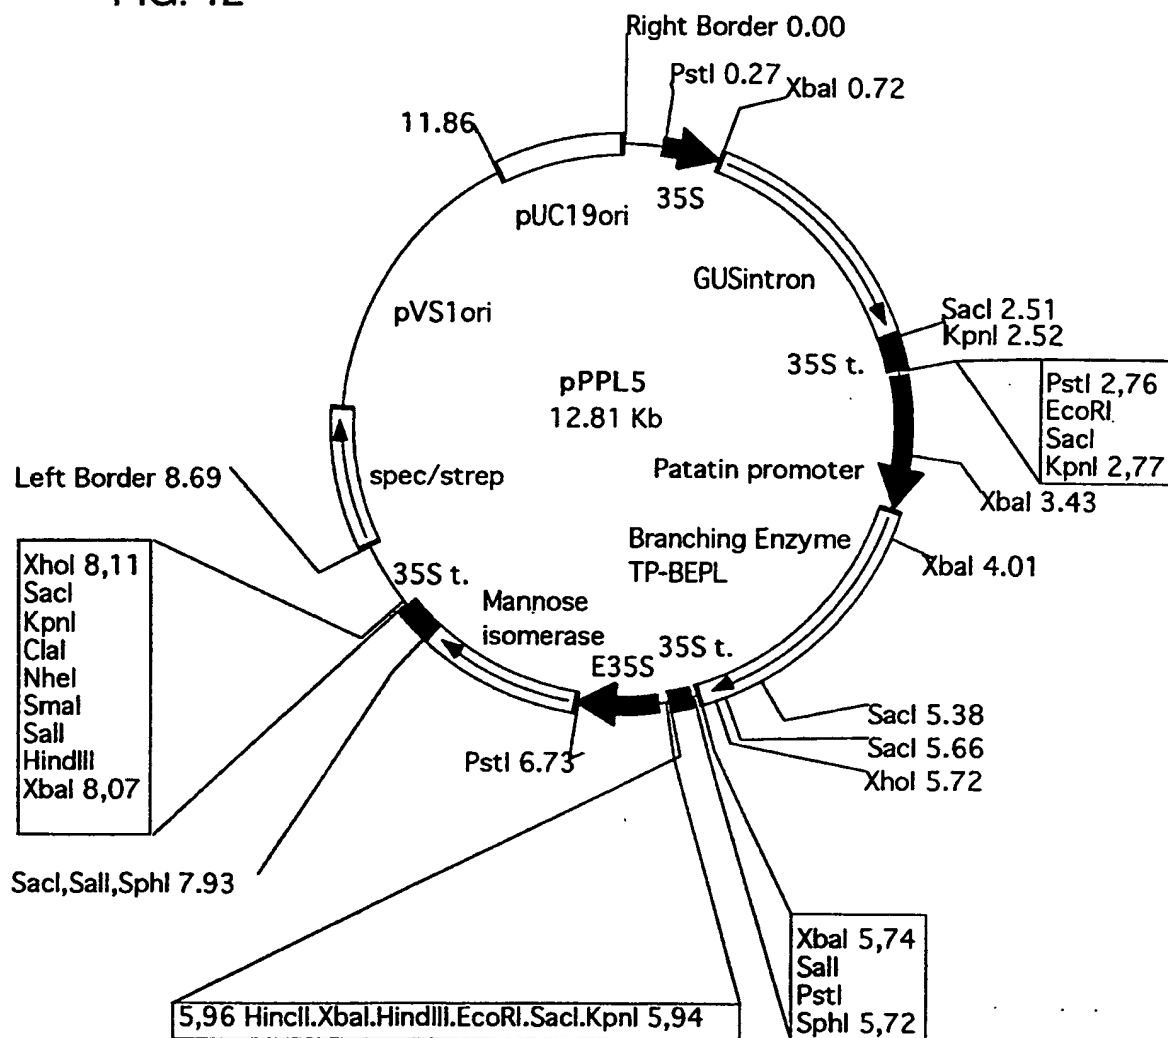 FIG. 12
Right Border 0.00
PstI 0.27
XbaI 0.72
11.86
35S
pUC19ori
GUSintron
pVS1ori
SacI 2.51
KpnI 2.52
35S t.
pPPL5
12.81 Kb
PstI 2,76
EcoRI
SacI
KpnI 2,77
Patatin promoter
XbaI 3.43
Left Border 8.69
spec/strep
Branching Enzyme
TP-BEPL
XbaI 4.01
XhoI 8,11
SacI
KpnI
ClaI
NheI
SmaI
SalI
HindIII
XbaI 8,07
35S t.
Mannose
isomerase
E35S
35S t.
SacI 5.38
SacI 5.66
XhoI 5.72
PstI 6.73
SacI,SalI,SphI 7.93
XbaI 5,74
SalI
PstI
SphI 5,72
5,96 HincII.XbaI.HindIII.EcoRI.SacI.KpnI 5,94